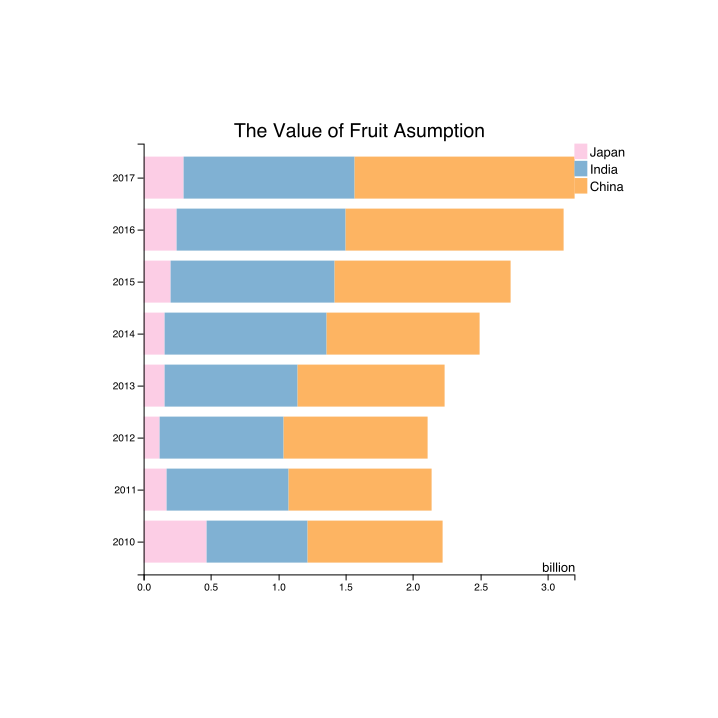 The Value of Fruit Asumption
Japan
India
China
2017
2016
2015
2014
2013
2012
2011
2010
billion
0.0 0.5 1.0 1.5 2.0 2.5 3.0